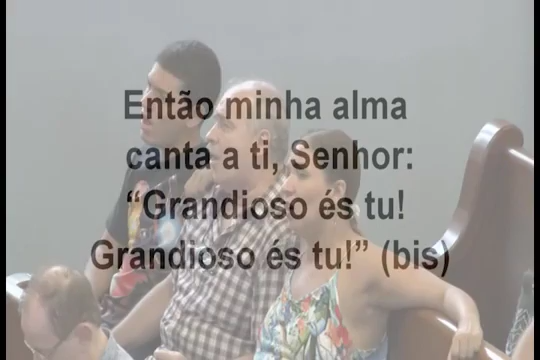 Então minha alma
canta a ti, Senhor:
“Grandioso és tu!
Grandioso és tu!” (bis)